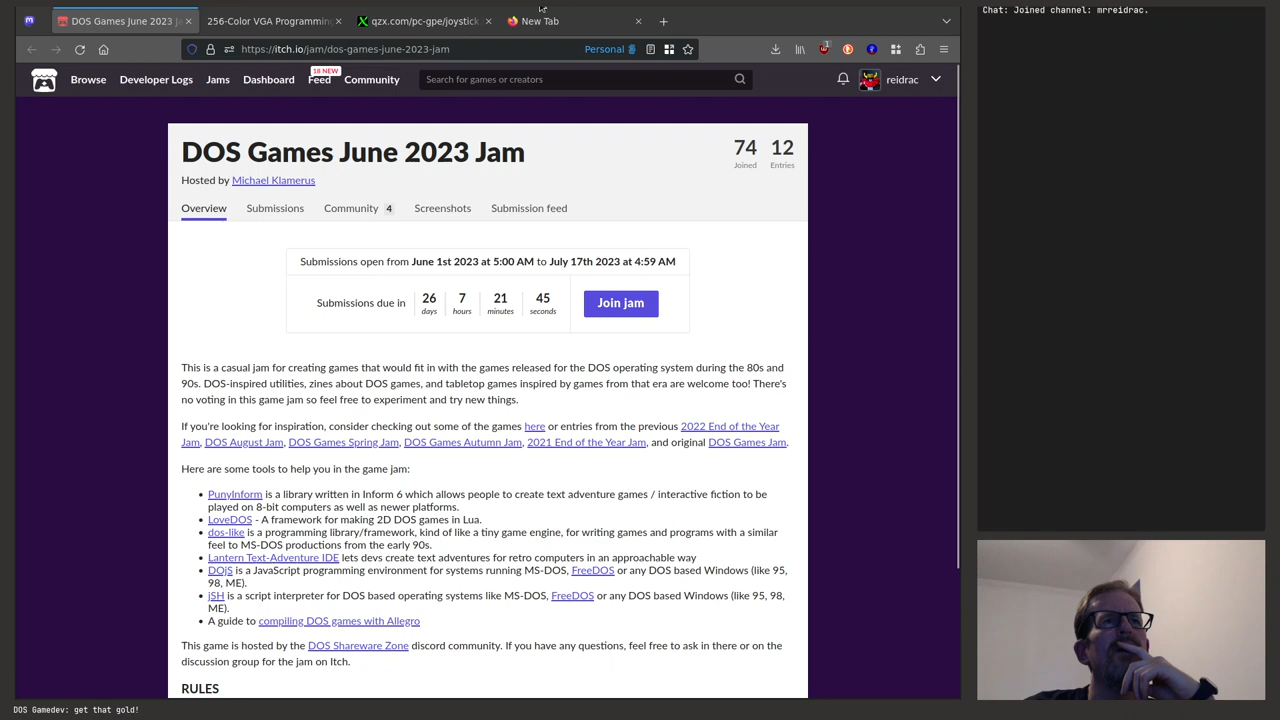 Chat: Joined channel: mrreidrac.
DOS Games June 2023 J
256-Color VGA Programming
qzx.com/pc-gpe/joystick
New Tab
https://itch.io/jam/dos-games-june-2023-jam
Personal
1
Browse
Developer Logs
Jams
Dashboard
18 NEW
Feed
Community
Search for games or creators
reidrac
DOS Games June 2023 Jam
74
Joined
12
Entries
Hosted by Michael Klamerus
Overview
Submissions
Community 4
Screenshots
Submission feed
Submissions open from June 1st 2023 at 5:00 AM to July 17th 2023 at 4:59 AM
Submissions due in
26
days
7
hours
21
minutes
45
seconds
Join jam
This is a casual jam for creating games that would fit in with the games released for the DOS operating system during the 80s and
90s. DOS-inspired utilities, zines about DOS games, and tabletop games inspired by games from that era are welcome too! There's
no voting in this game jam so feel free to experiment and try new things.
If you're looking for inspiration, consider checking out some of the games here or entries from the previous 2022 End of the Year
Jam, DOS August Jam, DOS Games Spring Jam, DOS Games Autumn Jam, 2021 End of the Year Jam, and original DOS Games Jam.
Here are some tools to help you in the game jam:
• PunyInform is a library written in Inform 6 which allows people to create text adventure games / interactive fiction to be
played on 8-bit computers as well as newer platforms.
• LoveDOS - A framework for making 2D DOS games in Lua.
• dos-like is a programming library/framework, kind of like a tiny game engine, for writing games and programs with a similar
feel to MS-DOS productions from the early 90s.
• Lantern Text-Adventure IDE lets devs create text adventures for retro computers in an approachable way
• DOjS is a JavaScript programming environment for systems running MS-DOS, FreeDOS or any DOS based Windows (like 95,
98, ME).
• jSH is a script interpreter for DOS based operating systems like MS-DOS, FreeDOS or any DOS based Windows (like 95, 98,
ME).
• A guide to compiling DOS games with Allegro
This game is hosted by the DOS Shareware Zone discord community. If you have any questions, feel free to ask in there or on the
discussion group for the jam on Itch.
RULES
DOS Gamedev: get that gold!